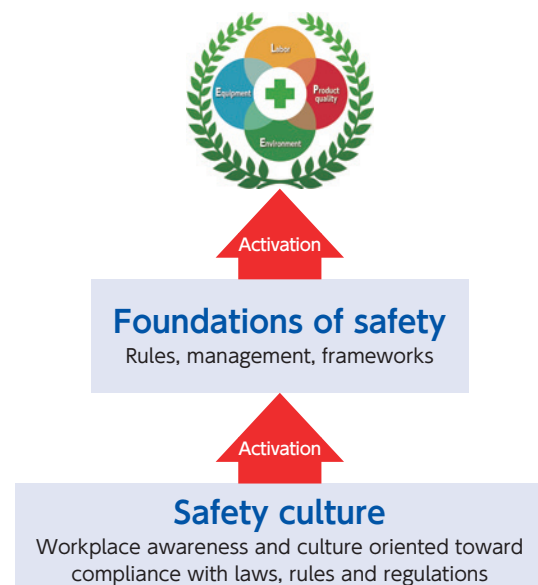 Labor
Equipment
Product
quality
Environment
Activation
Foundations of safety
Rules, management, frameworks
Activation
Safety culture
Workplace awareness and culture oriented toward
compliance with laws, rules and regulations